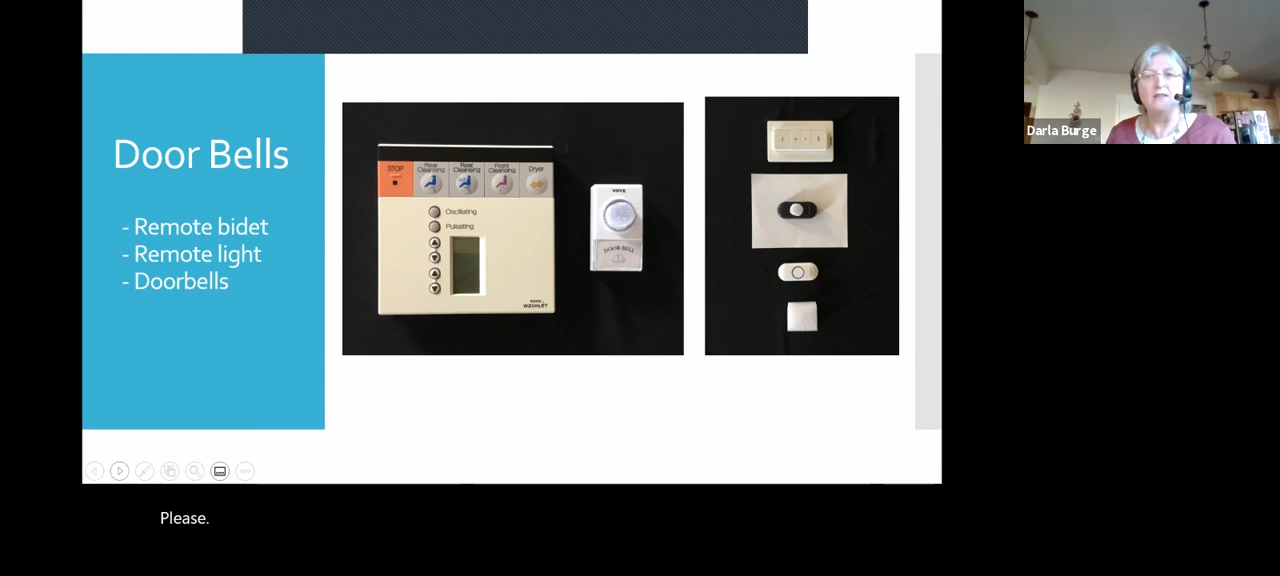 Door Bells
- Remote bidet
- Remote light
- Doorbells
STOP
Rear Cleansing
Rear Cleansing
Front Cleansing
Dryer
Oscillating
Pulsating
WASHLET
DOOR BELL
Darla Burge
Please.